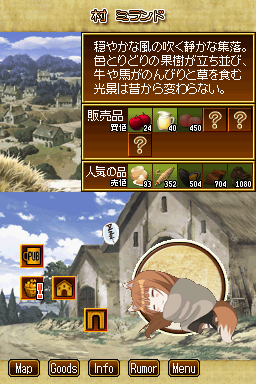 村 ミランド
穏やかな風の吹く静かな集落。
色とりどりの果樹が立ち並び、
牛や馬がのんびりと草を食む
光景は昔から変わらない。
販売品
買値 24 40 450 ? ?
?
人気の品
売値 93 352 504 704 1080
PUB
!
Map Goods Info Rumor Menu